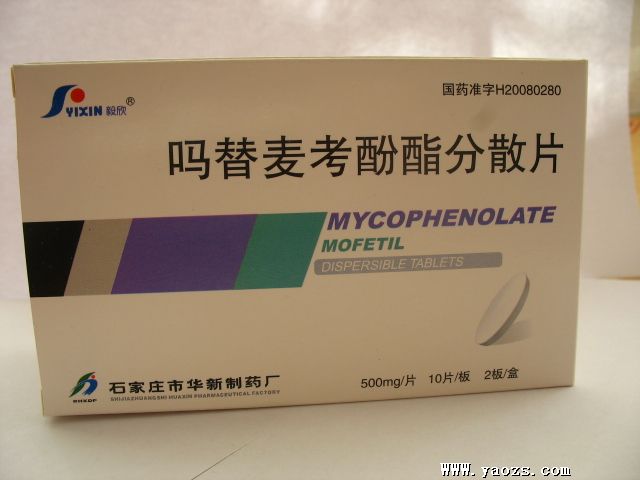 YIXIN 毅欣®
国药准字H20080280
吗替麦考酚酯分散片
MYCOPHENOLATE
MOFETIL
DISPERSIBLE TABLETS
石家庄市华新制药厂
SHIJIAZHUANGSHI HUAXIN PHARMACEUTICAL FACTORY
500mg/片 10片/板 2板/盒
www.yaozs.com